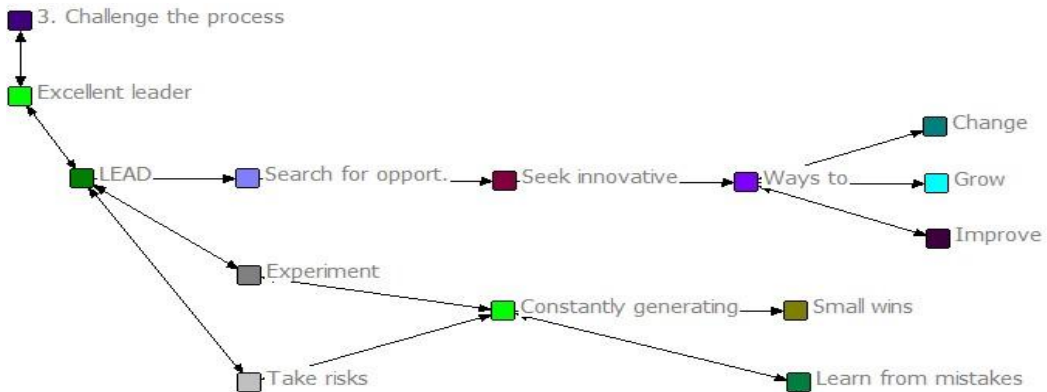 3. Challenge the process
Excellent leader
Change
LEAD
Search for opport.
Seek innovative
Ways to
Grow
Improve
Experiment
Constantly generating
Small wins
Take risks
Learn from mistakes